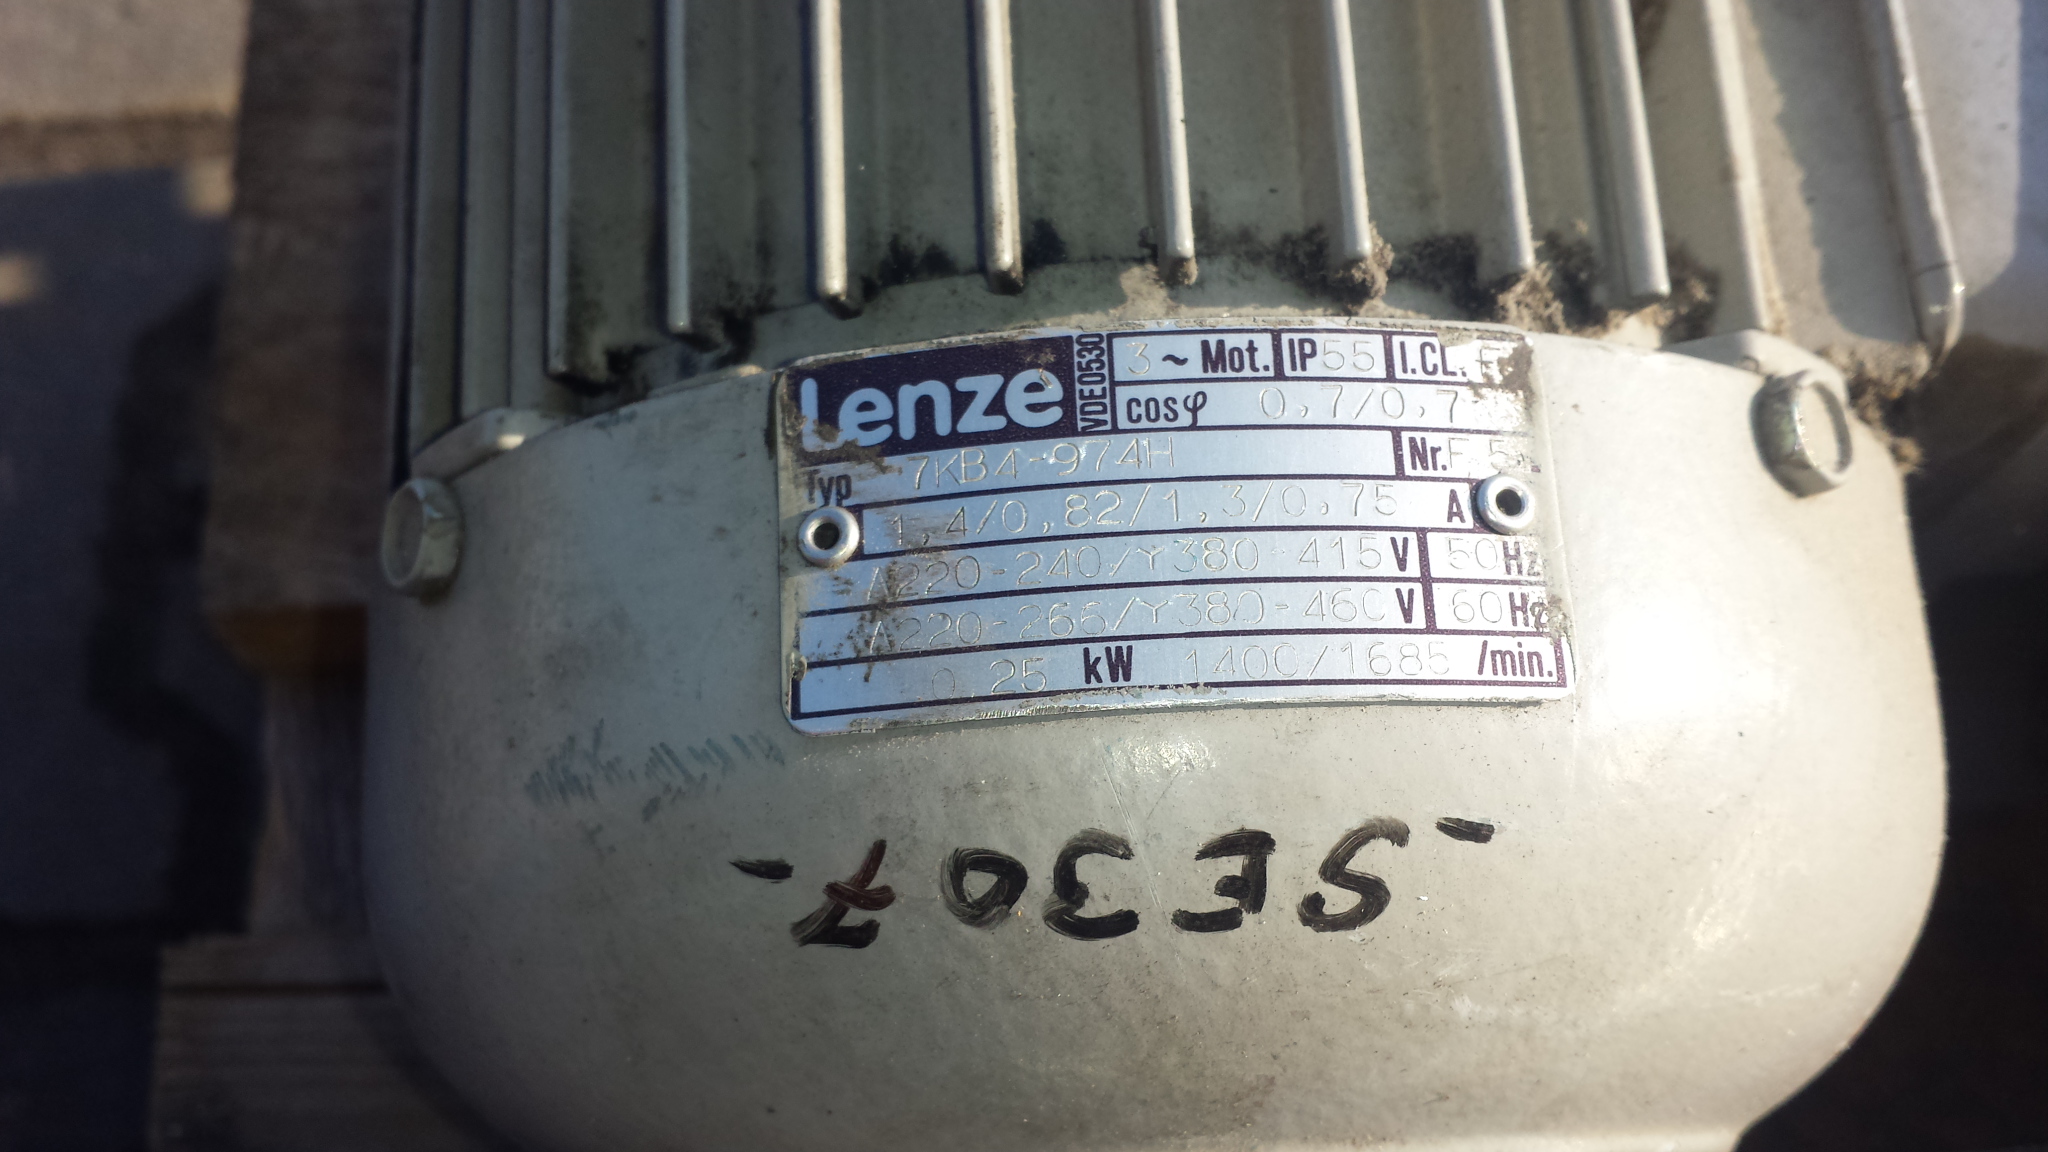 Lenze VDE0530 3 ~ Mot. IP55 I.CL. F
cosφ 0,7/0,7
Typ 7KB4-974H Nr.F.
1,4/0,82/1,3/0,75 A
Δ220-240/Y380-415V 50Hz
Δ220-266/Y380-460V 60Hz
0,25 kW 1400/1685 /min.
- SE307 -